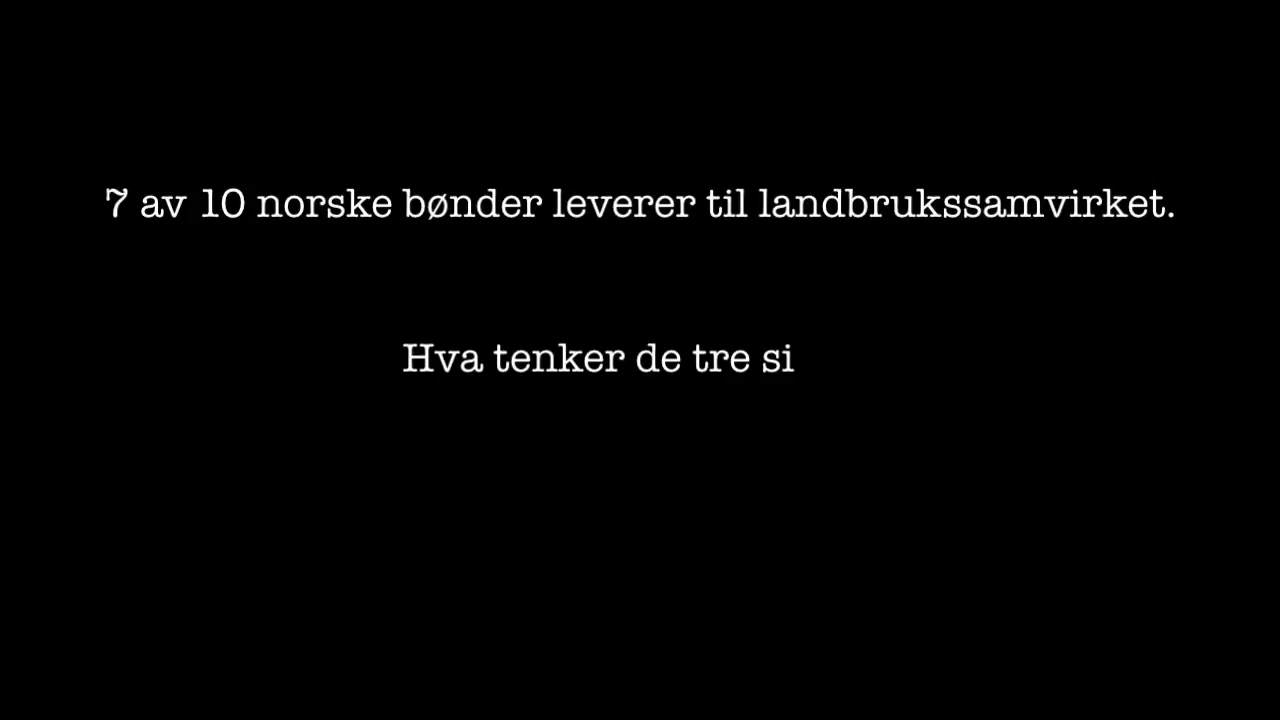 7 av 10 norske bønder leverer til landbrukssamvirket.
Hva tenker de tre si